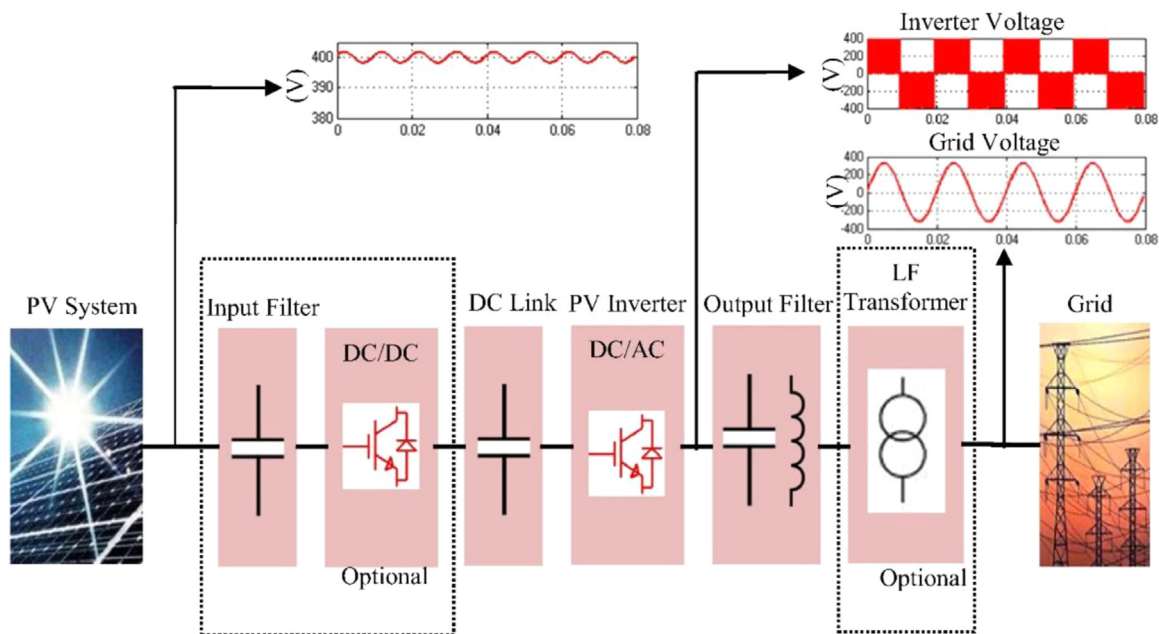 Inverter Voltage
400
200
(V)
0
-200
-400
0
0.02
0.04
0.06
0.08
400
(V)
390
380
0
0.02
0.04
0.06
0.08
Grid Voltage
400
200
(V)
0
-200
-400
0
0.02
0.04
0.06
0.08
PV System
Input Filter
DC/DC
Optional
DC Link
PV Inverter
DC/AC
Output Filter
LF
Transformer
Optional
Grid